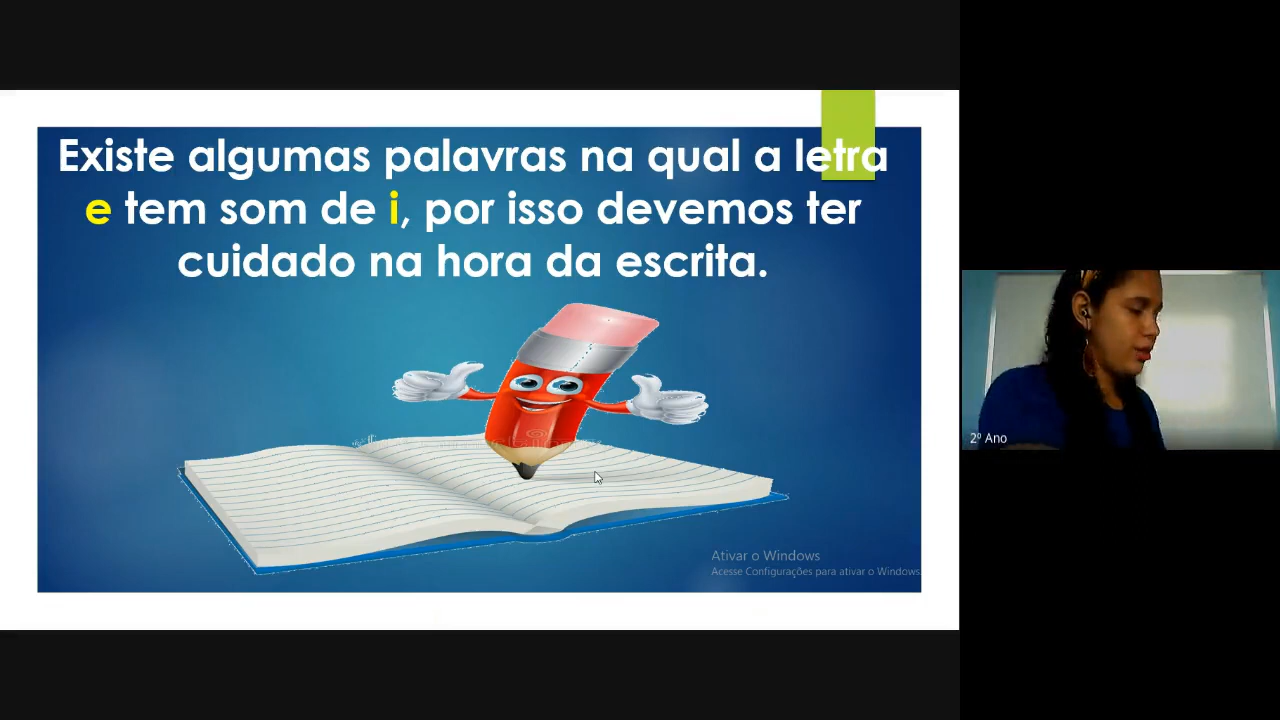 Existe algumas palavras na qual a letra
e tem som de i, por isso devemos ter
cuidado na hora da escrita.
Ativar o Windows
Acesse Configurações para ativar o Windows.
2º Ano